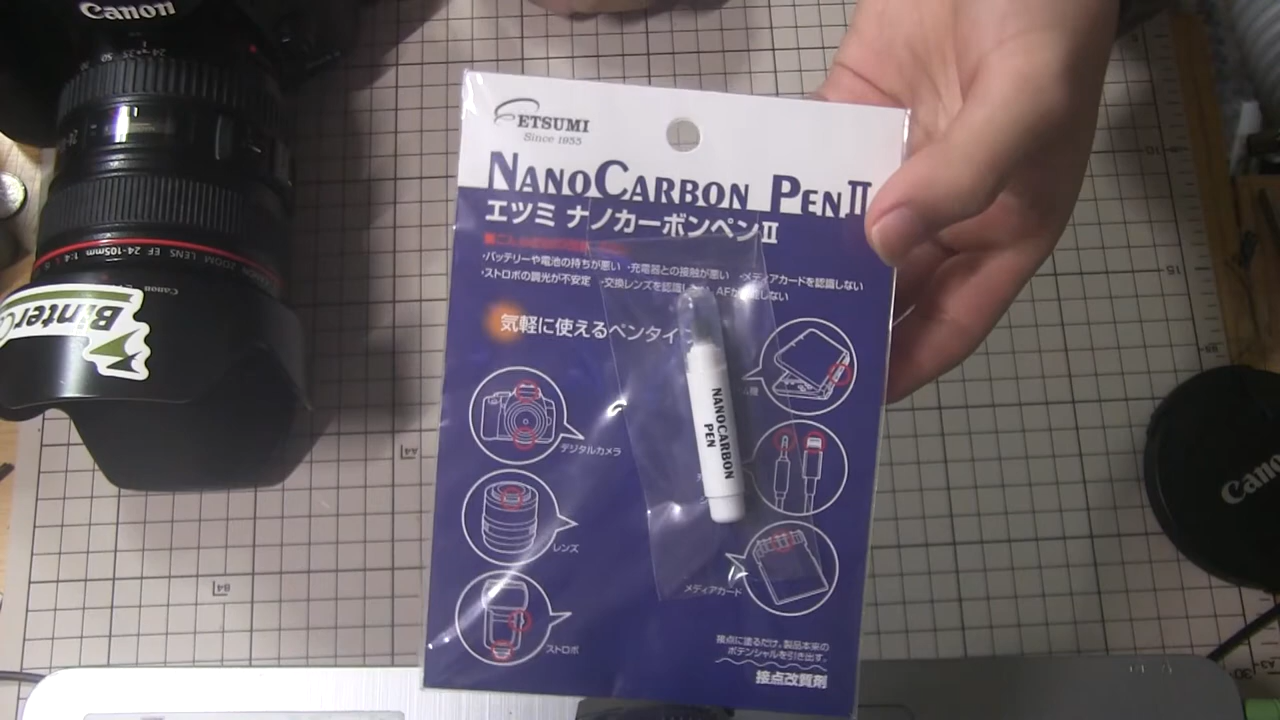 Canon
EF 24-105mm
Canon
ETSUMI
Since 1955
NANOCARBON PENⅡ
エツミ ナノカーボンペンⅡ
・バッテリーや電池の持ちが悪い ・充電器との接触が悪い ・メディアカードを認識しない
・ストロボの調光が不安定 ・交換レンズを認識しない
気軽に使えるペンタイプ
NANOCARBON
PEN
デジタルカメラ
レンズ
ストロボ
メディアカード
接点に塗るだけ。製品本来の
ポテンシャルを引き出す。
接点改質剤
A4
B4
Canon